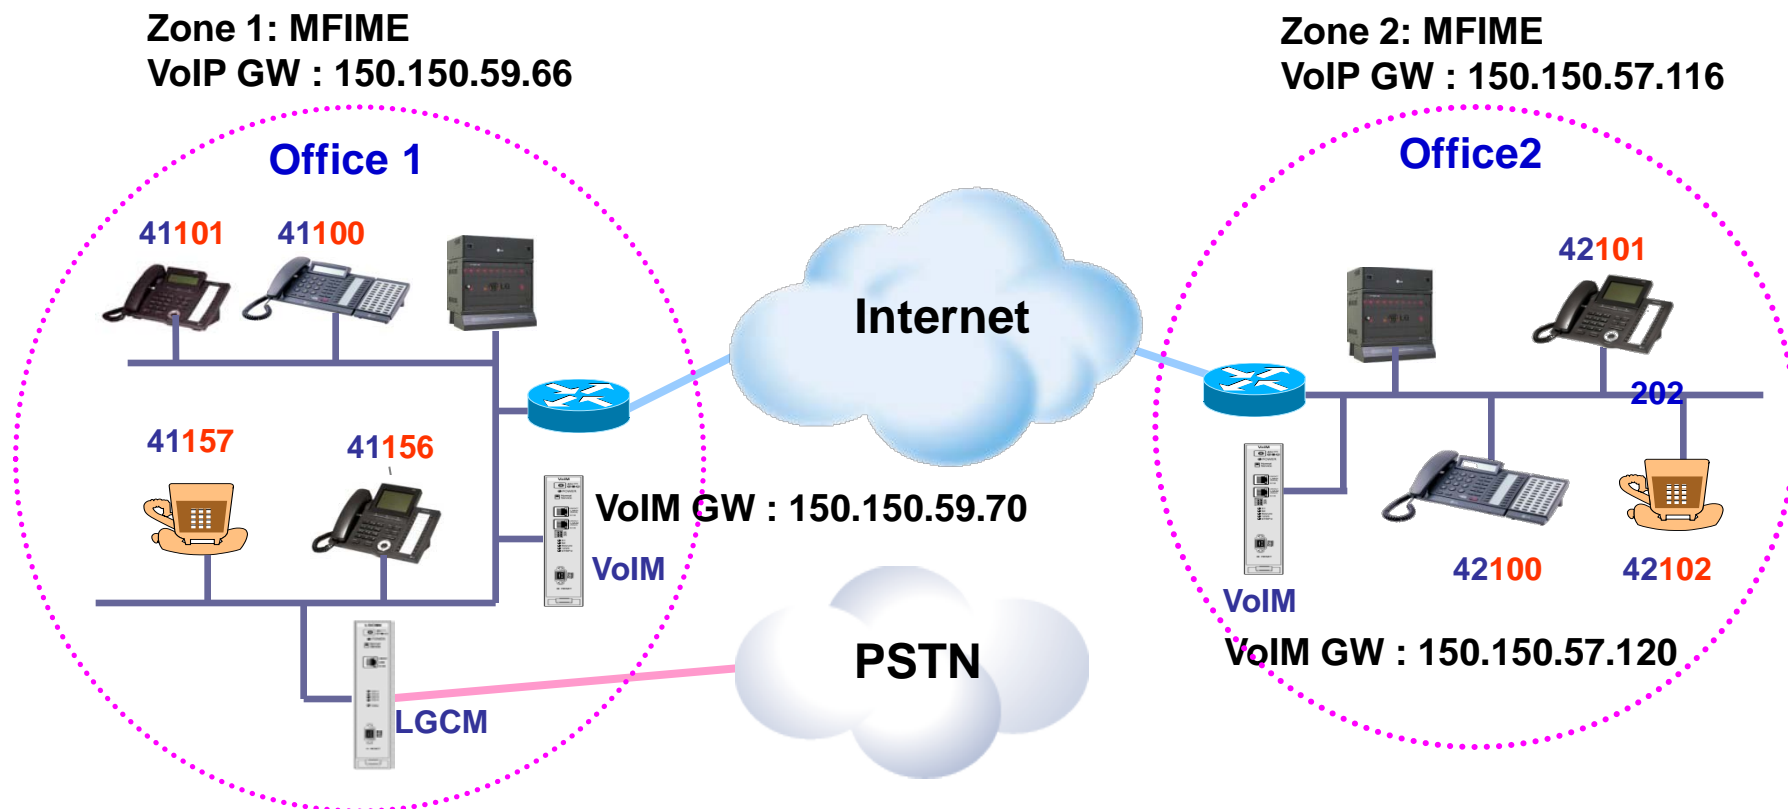 Zone 1: MFIME
VoIP GW : 150.150.59.66
Zone 2: MFIME
VoIP GW : 150.150.57.116
Office 1
Office2
41101
41100
42101
Internet
202
41157
41156
VoIM GW : 150.150.59.70
VoIM
42100
42102
VoIM
VoIM GW : 150.150.57.120
PSTN
LGCM